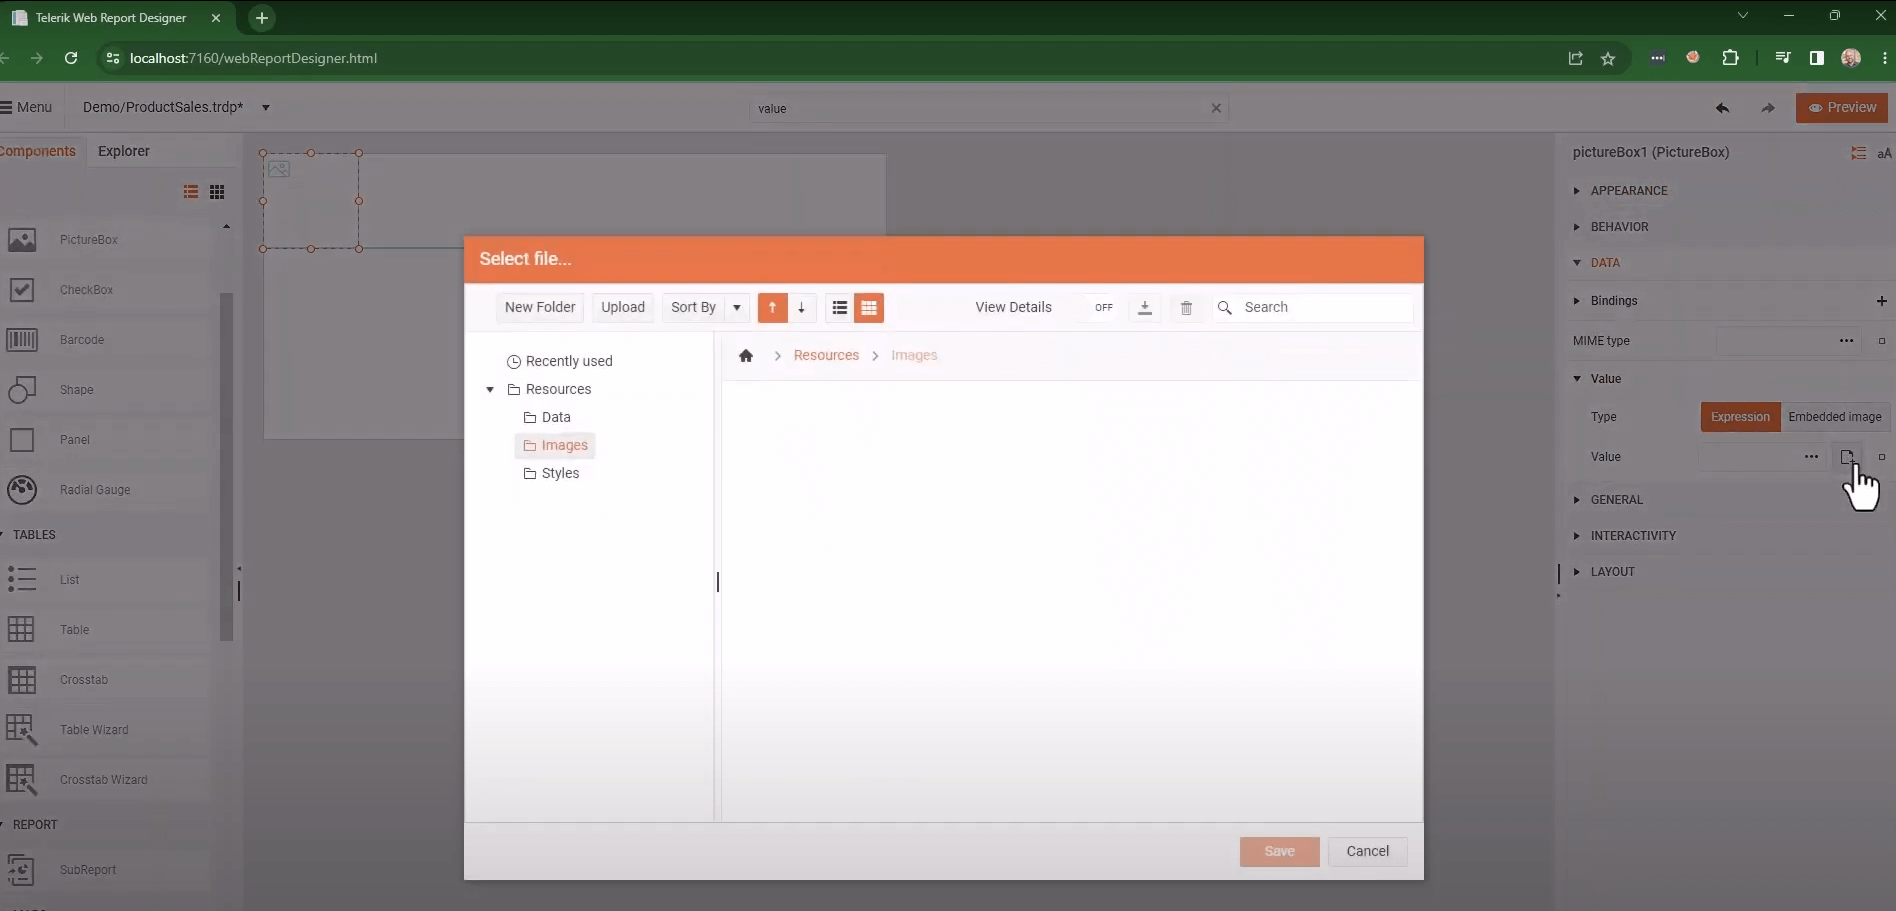 Telerik Web Report Designer
localhost:7160/webReportDesigner.html
Menu
Demo/ProductSales.trdp*
value
Preview
Components
Explorer
PictureBox
CheckBox
Barcode
Shape
Panel
Radial Gauge
TABLES
List
Table
Crosstab
Table Wizard
Crosstab Wizard
REPORT
SubReport
Select file...
New Folder
Upload
Sort By
View Details
OFF
Search
Recently used
Resources
Data
Images
Styles
Resources
Images
Save
Cancel
pictureBox1 (PictureBox)
aA
APPEARANCE
BEHAVIOR
DATA
Bindings
MIME type
Value
Type
Expression
Embedded image
Value
GENERAL
INTERACTIVITY
LAYOUT